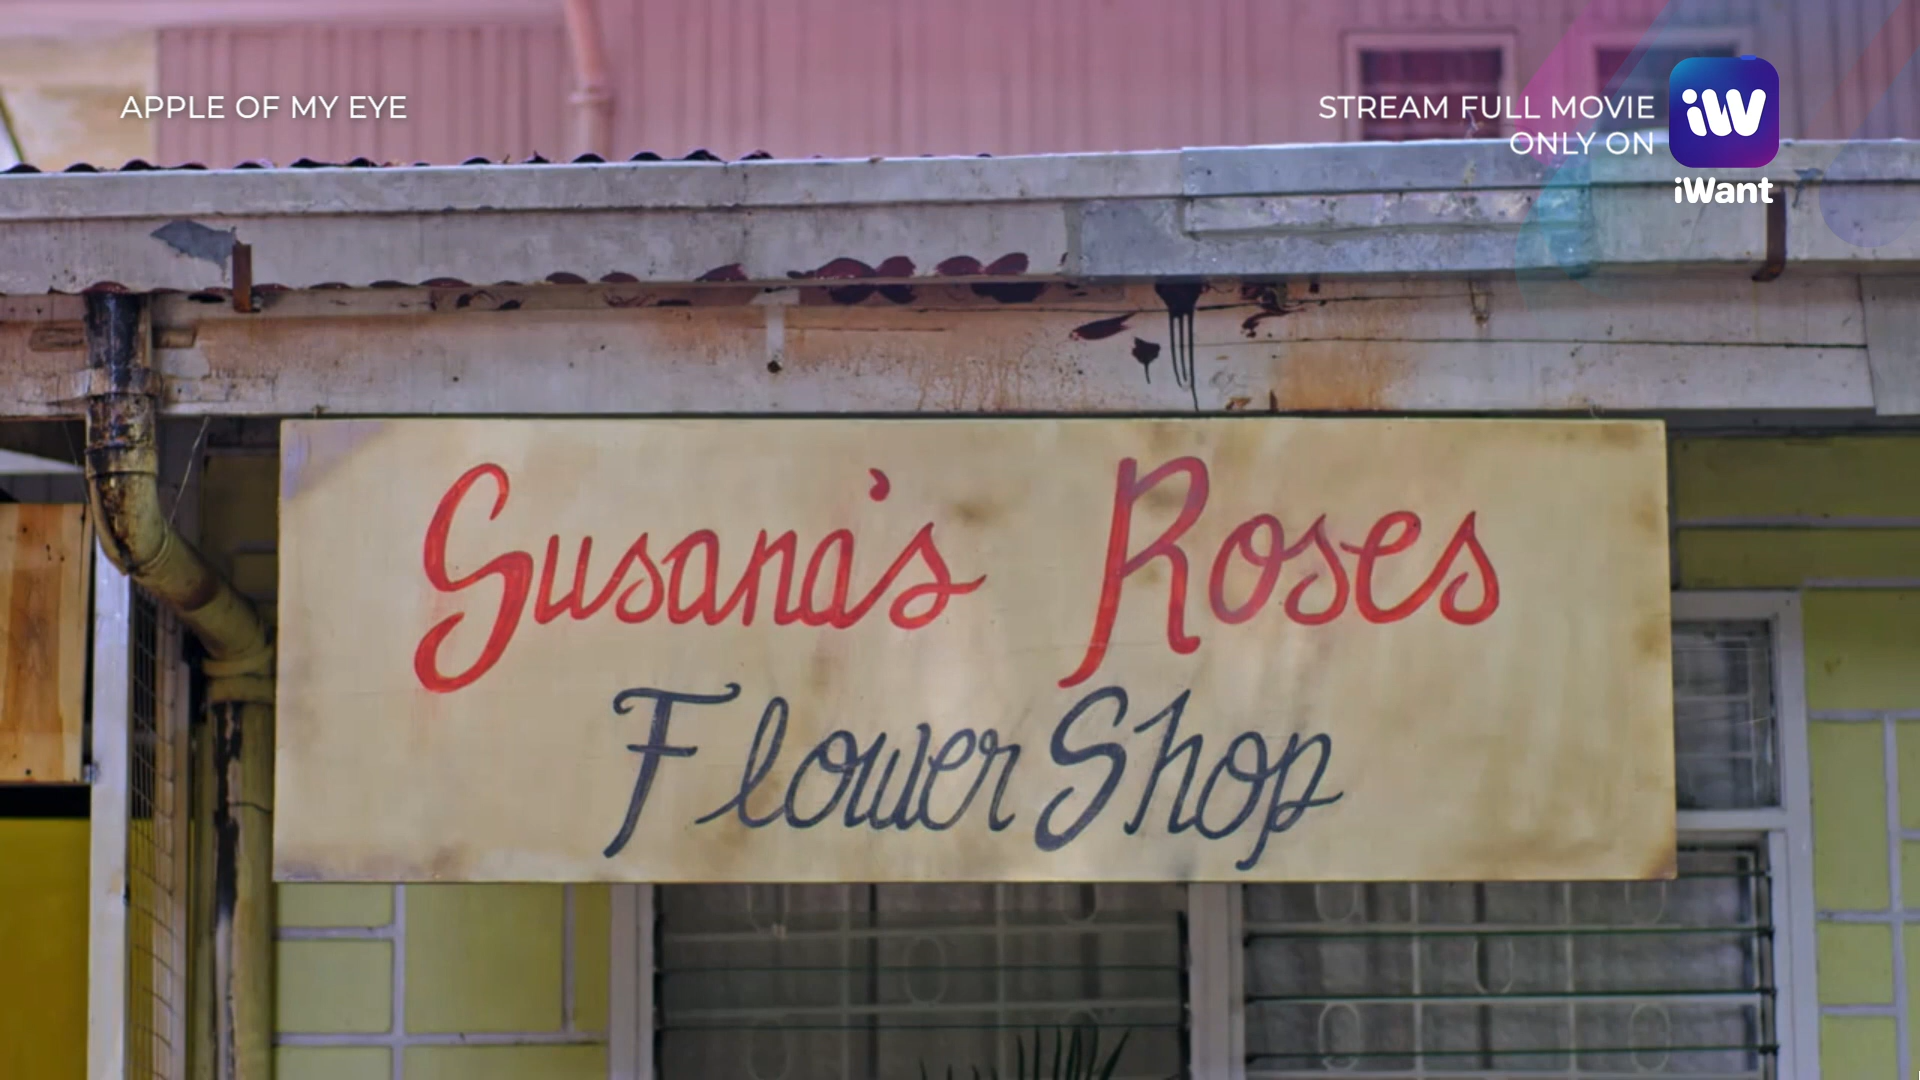 APPLE OF MY EYE
STREAM FULL MOVIE
ONLY ON
iW
iWant
Susana's Roses
Flower Shop